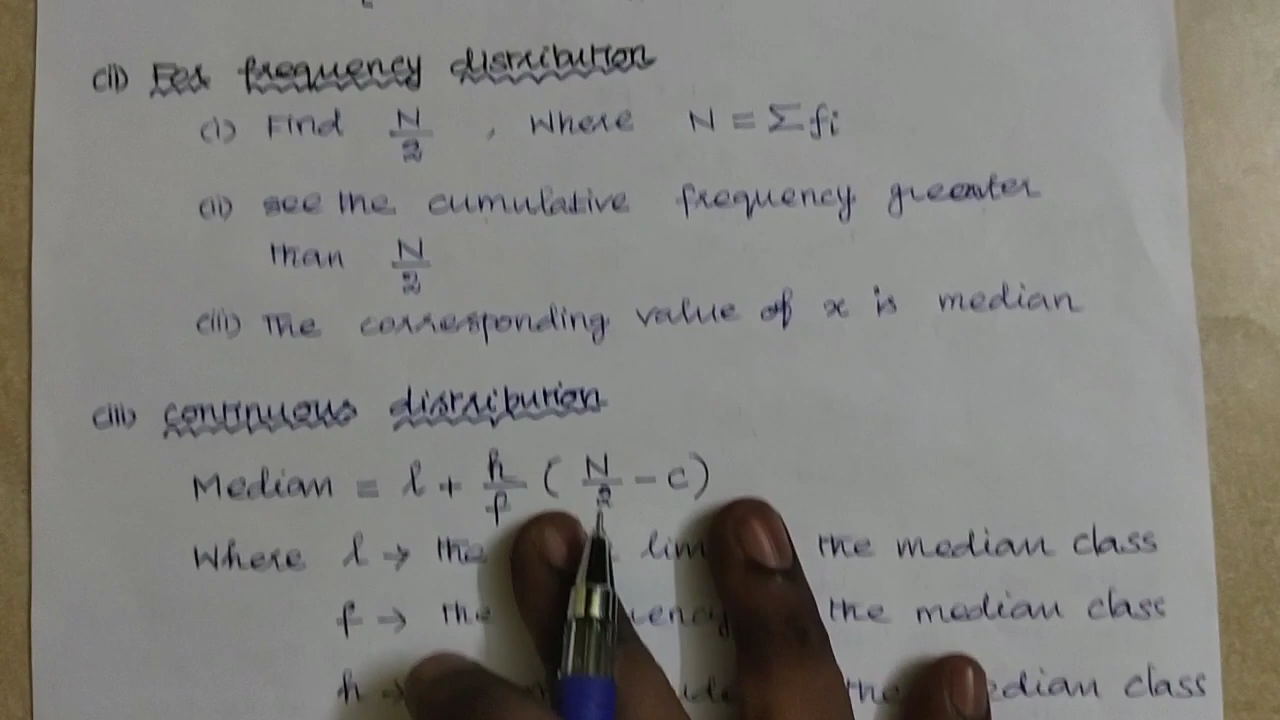 (ii) For frequency distribution
(i) Find N/2, Where N = Σfi
(ii) see the cumulative frequency greater
than N/2
(iii) The corresponding value of x is median
(iii) continuous distribution
Median = l + h/f (N/2 - c)
Where l → the lim the median class
f → the the median class
h → the median class